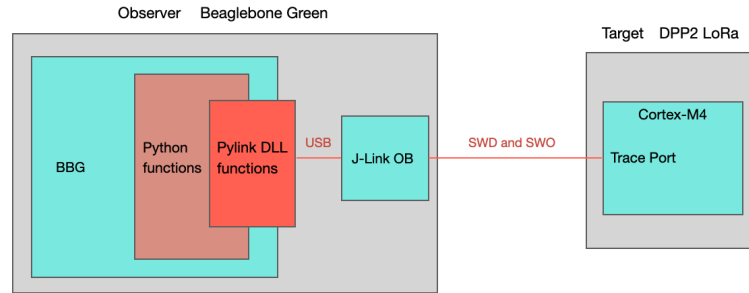 Observer Beaglebone Green
Target DPP2 LoRa
BBG
Python
functions
Pylink DLL
functions
USB
J-Link OB
SWD and SWO
Cortex-M4
Trace Port